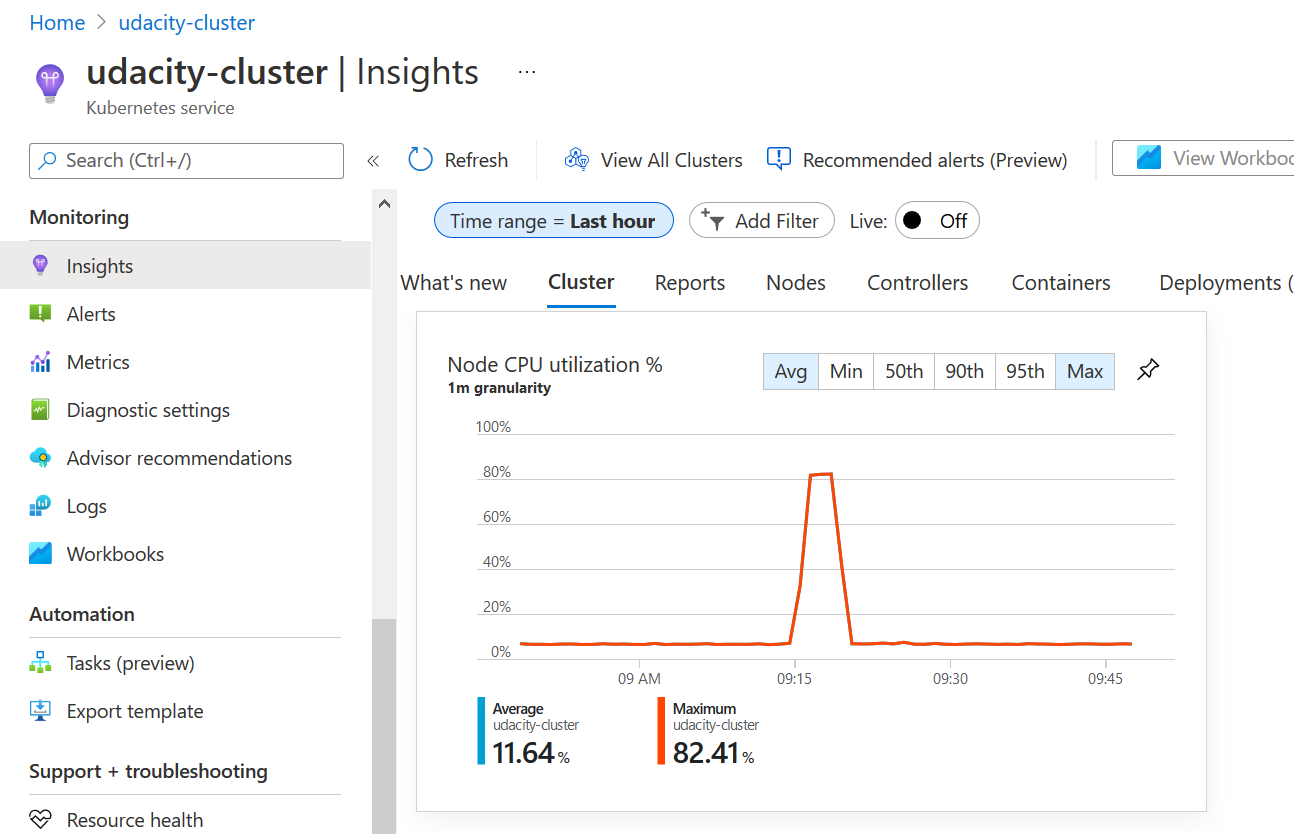 Home > udacity-cluster
udacity-cluster | Insights ...
Kubernetes service
Search (Ctrl+/)
«
Refresh
View All Clusters
Recommended alerts (Preview)
View Workboo
Monitoring
Insights
Alerts
Metrics
Diagnostic settings
Advisor recommendations
Logs
Workbooks
Automation
Tasks (preview)
Export template
Support + troubleshooting
Resource health
Time range = Last hour
Add Filter
Live: Off
What's new Cluster Reports Nodes Controllers Containers Deployments (
Node CPU utilization %
1m granularity
Avg Min 50th 90th 95th Max
100%
80%
60%
40%
20%
0%
09 AM 09:15 09:30 09:45
Average
udacity-cluster
11.64 %
Maximum
udacity-cluster
82.41 %